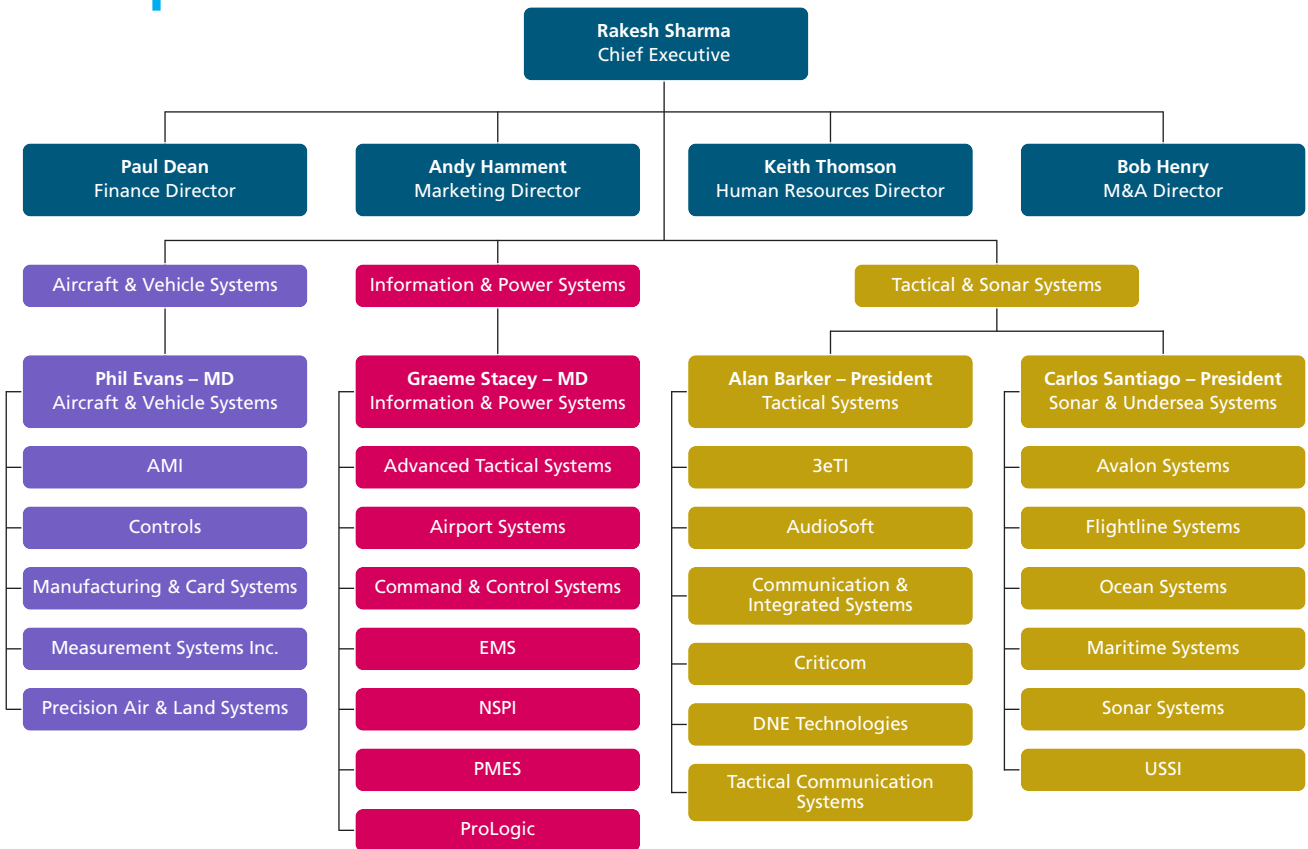 Rakesh Sharma
Chief Executive
Paul Dean
Finance Director
Andy Hamment
Marketing Director
Keith Thomson
Human Resources Director
Bob Henry
M&A Director
Aircraft & Vehicle Systems
Information & Power Systems
Tactical & Sonar Systems
Phil Evans – MD
Aircraft & Vehicle Systems
AMI
Controls
Manufacturing & Card Systems
Measurement Systems Inc.
Precision Air & Land Systems
Graeme Stacey – MD
Information & Power Systems
Advanced Tactical Systems
Airport Systems
Command & Control Systems
EMS
NSPI
PMES
ProLogic
Alan Barker – President
Tactical Systems
3eTI
AudioSoft
Communication &
Integrated Systems
Criticom
DNE Technologies
Tactical Communication
Systems
Carlos Santiago – President
Sonar & Undersea Systems
Avalon Systems
Flightline Systems
Ocean Systems
Maritime Systems
Sonar Systems
USSI